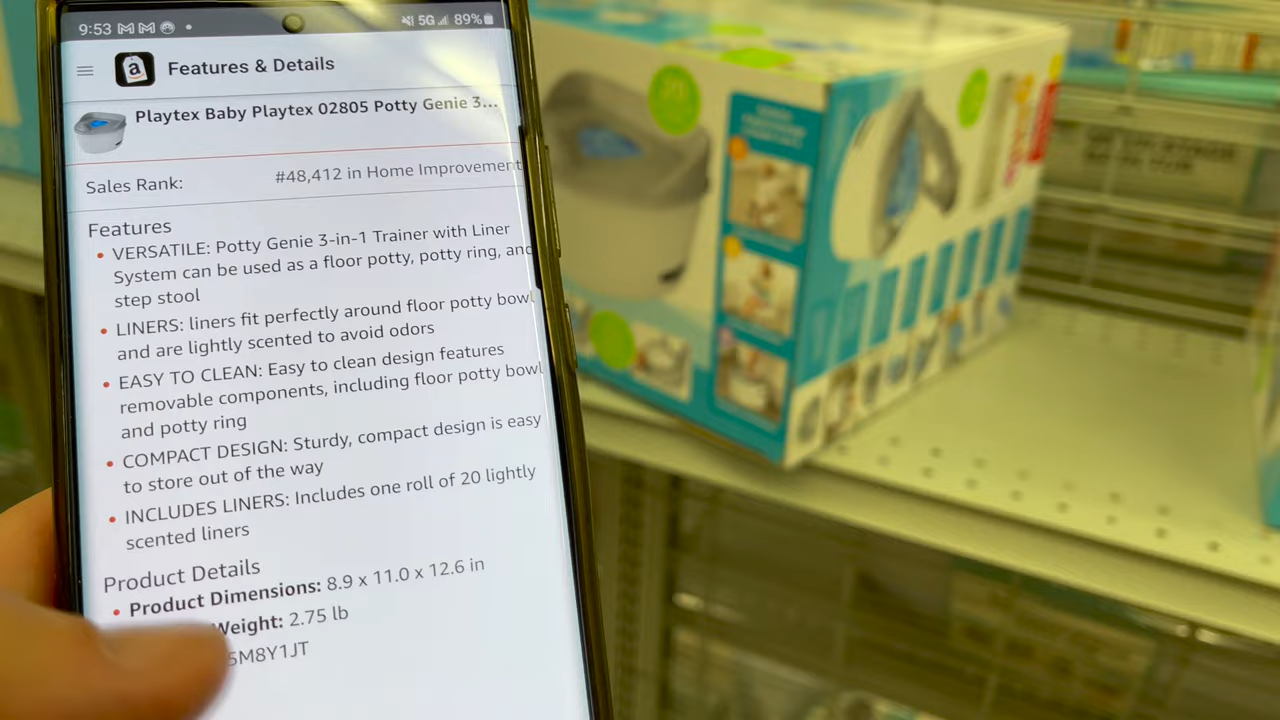 9:53
5G 89%
a
Features & Details
Playtex Baby Playtex 02805 Potty Genie 3...
Sales Rank: #48,412 in Home Improvement
Features
• VERSATILE: Potty Genie 3-in-1 Trainer with Liner
System can be used as a floor potty, potty ring, and
step stool
• LINERS: liners fit perfectly around floor potty bowl
and are lightly scented to avoid odors
• EASY TO CLEAN: Easy to clean design features
removable components, including floor potty bowl
and potty ring
• COMPACT DESIGN: Sturdy, compact design is easy
to store out of the way
• INCLUDES LINERS: Includes one roll of 20 lightly
scented liners
Product Details
• Product Dimensions: 8.9 x 11.0 x 12.6 in
Weight: 2.75 lb
5M8Y1JT